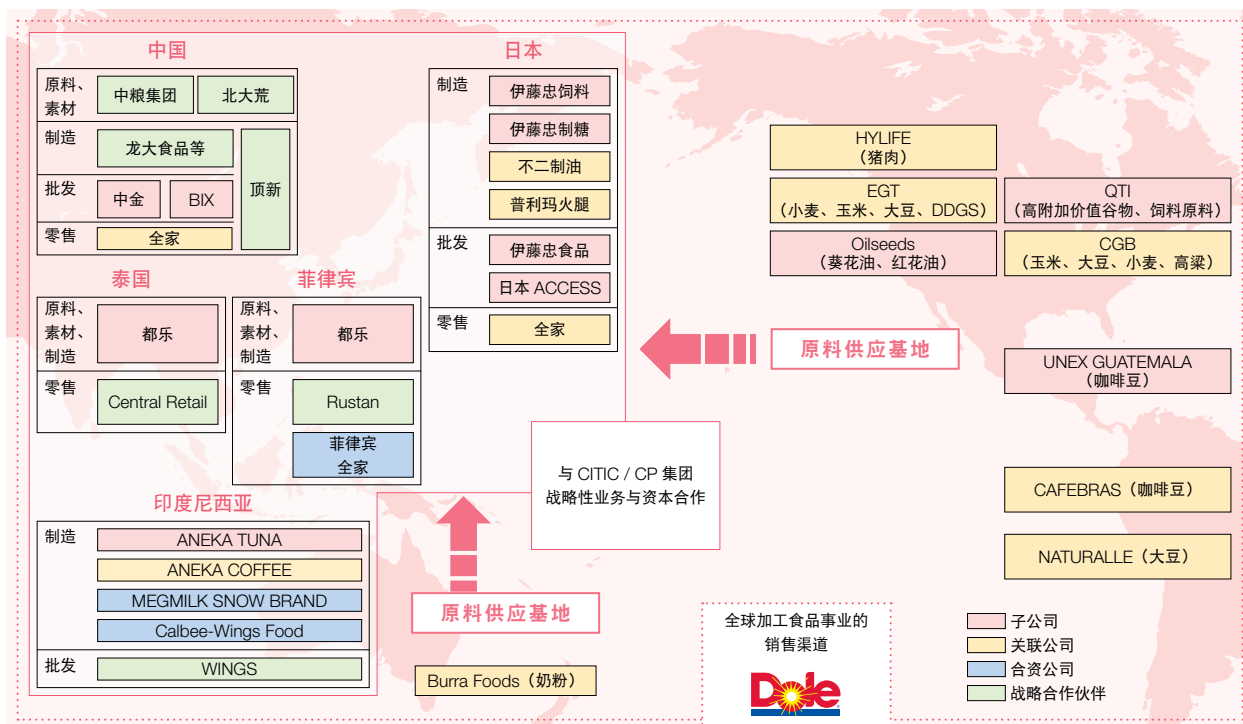 中国
原料、
素材
中粮集团
北大荒
制造
龙大食品等
顶新
批发
中金
BIX
零售
全家
日本
制造
伊藤忠饲料
伊藤忠制糖
不二制油
普利玛火腿
批发
伊藤忠食品
日本 ACCESS
零售
全家
泰国
原料、
素材、
制造
都乐
零售
Central Retail
菲律宾
原料、
素材、
制造
都乐
零售
Rustan
菲律宾
全家
印度尼西亚
制造
ANEKA TUNA
ANEKA COFFEE
MEGMILK SNOW BRAND
Calbee-Wings Food
批发
WINGS
与 CITIC / CP 集团
战略性业务与资本合作
原料供应基地
原料供应基地
Burra Foods（奶粉）
HYLIFE
（猪肉）
EGT
（小麦、玉米、大豆、DDGS）
QTI
（高附加价值谷物、饲料原料）
Oilseeds
（葵花油、红花油）
CGB
（玉米、大豆、小麦、高粱）
UNEX GUATEMALA
（咖啡豆）
CAFEBRAS（咖啡豆）
NATURALLE（大豆）
全球加工食品事业的
销售渠道
Dole
子公司
关联公司
合资公司
战略合作伙伴